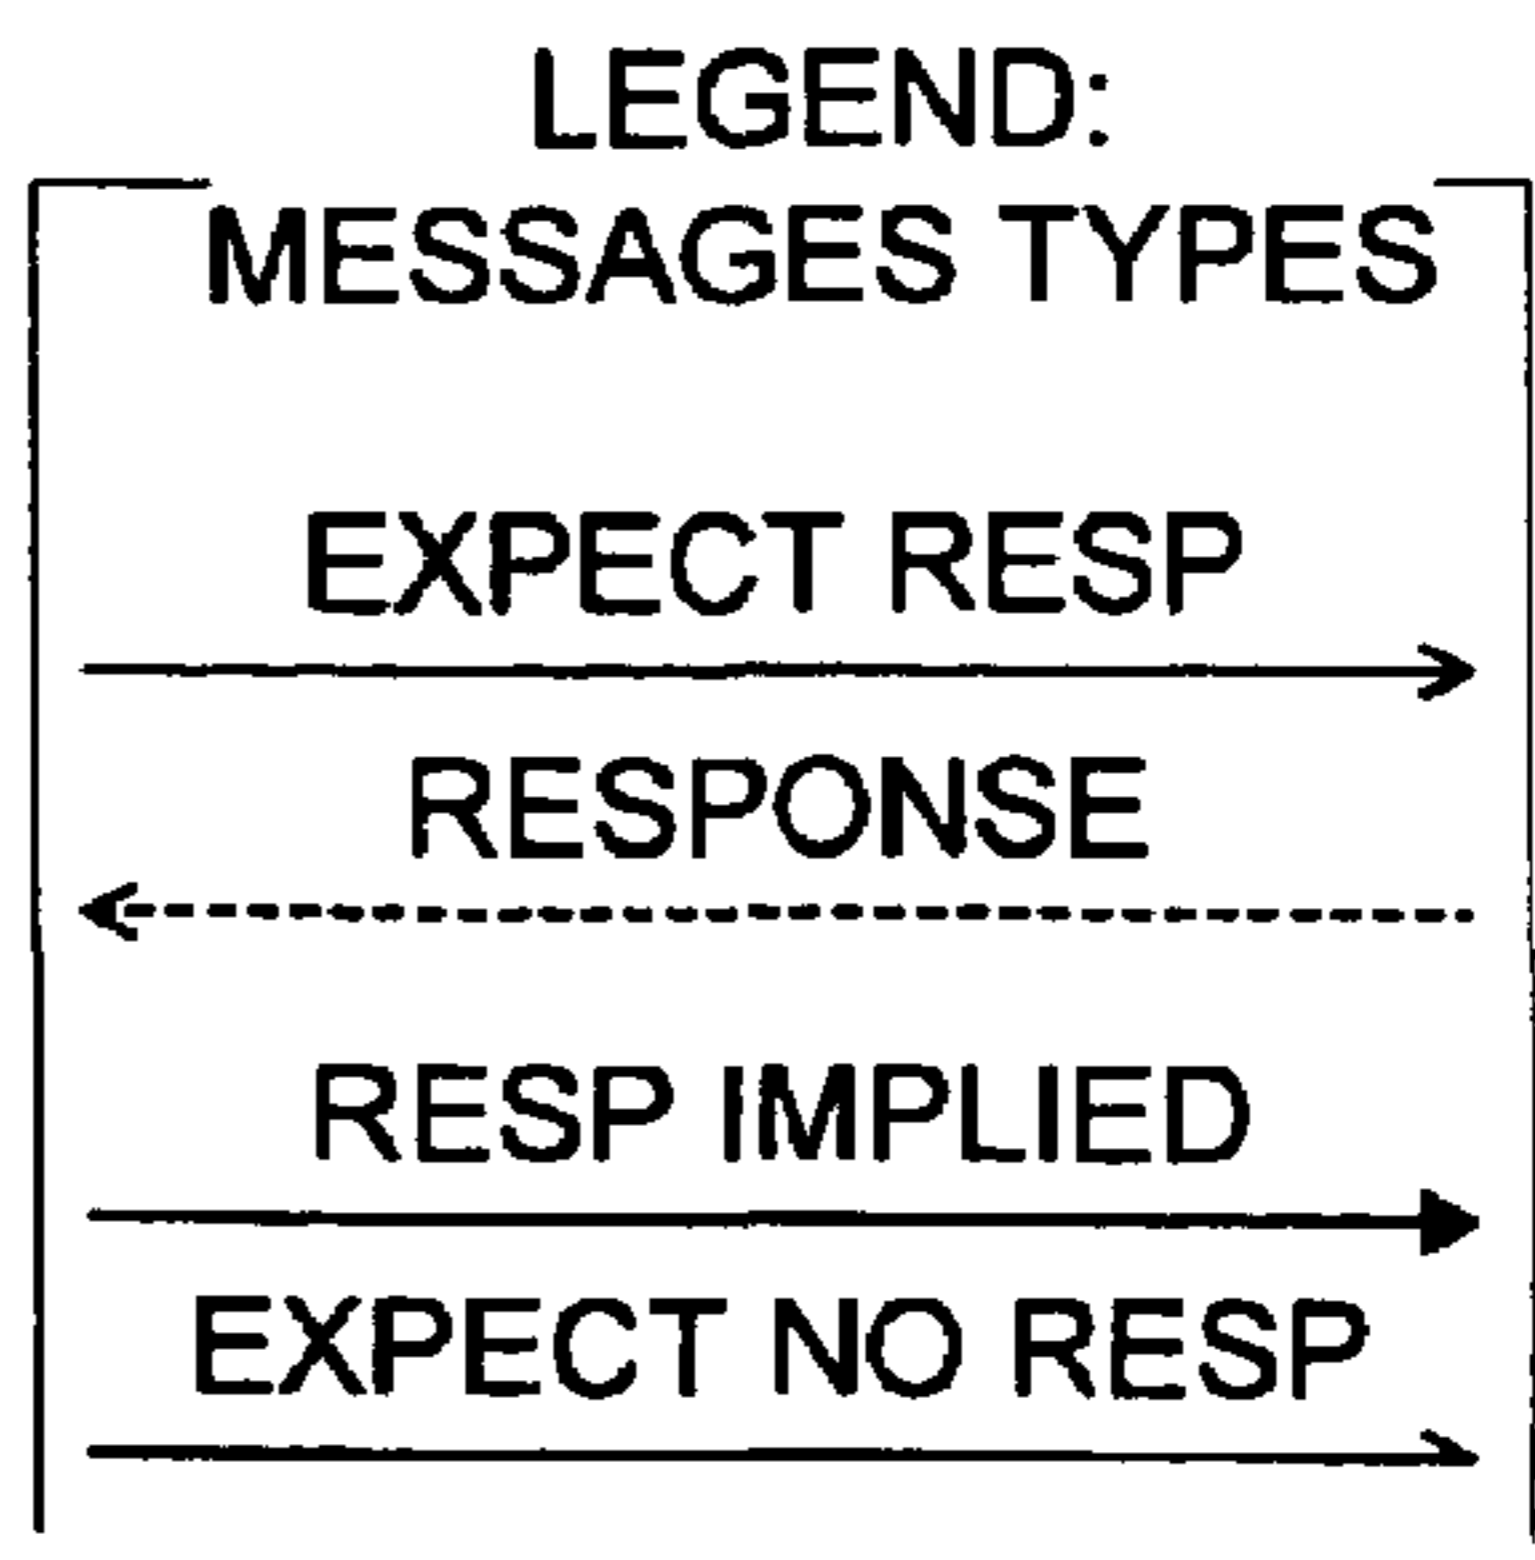 LEGEND:
MESSAGES TYPES
EXPECT RESP
RESPONSE
RESP IMPLIED
EXPECT NO RESP